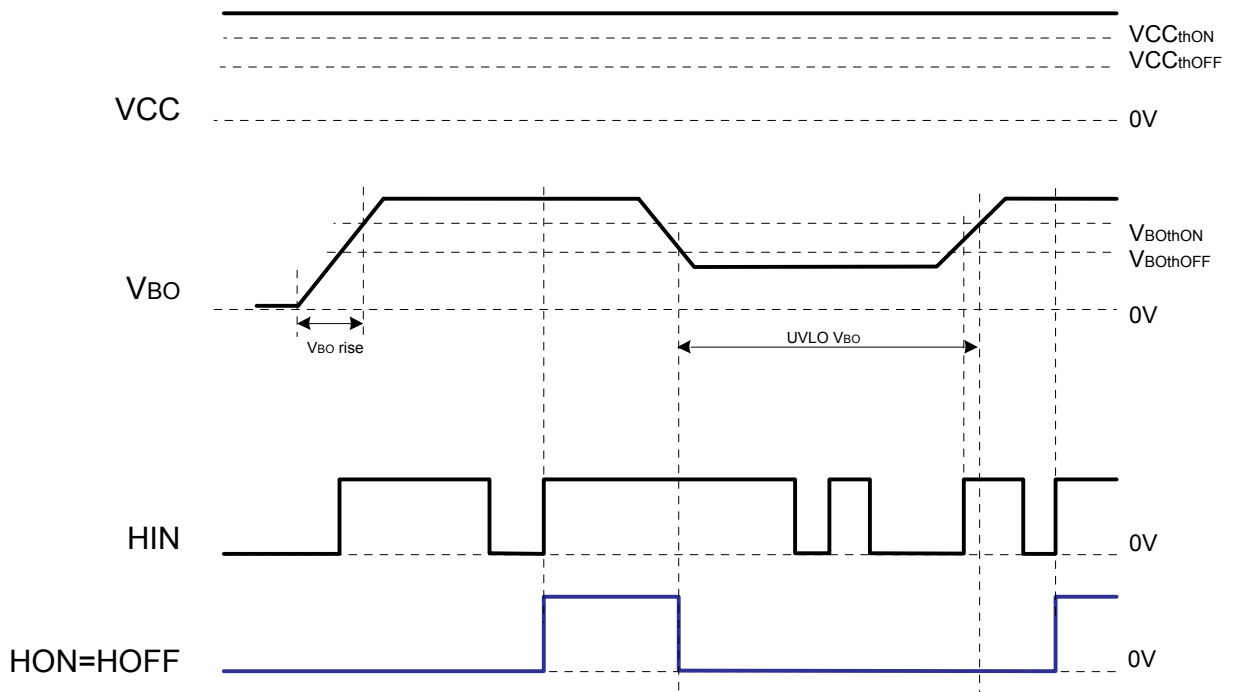 VCCthON
VCCthOFF
VCC
0V
VBOthON
VBOthOFF
VBO
0V
VBO rise
UVLO VBO
HIN
0V
HON=HOFF
0V